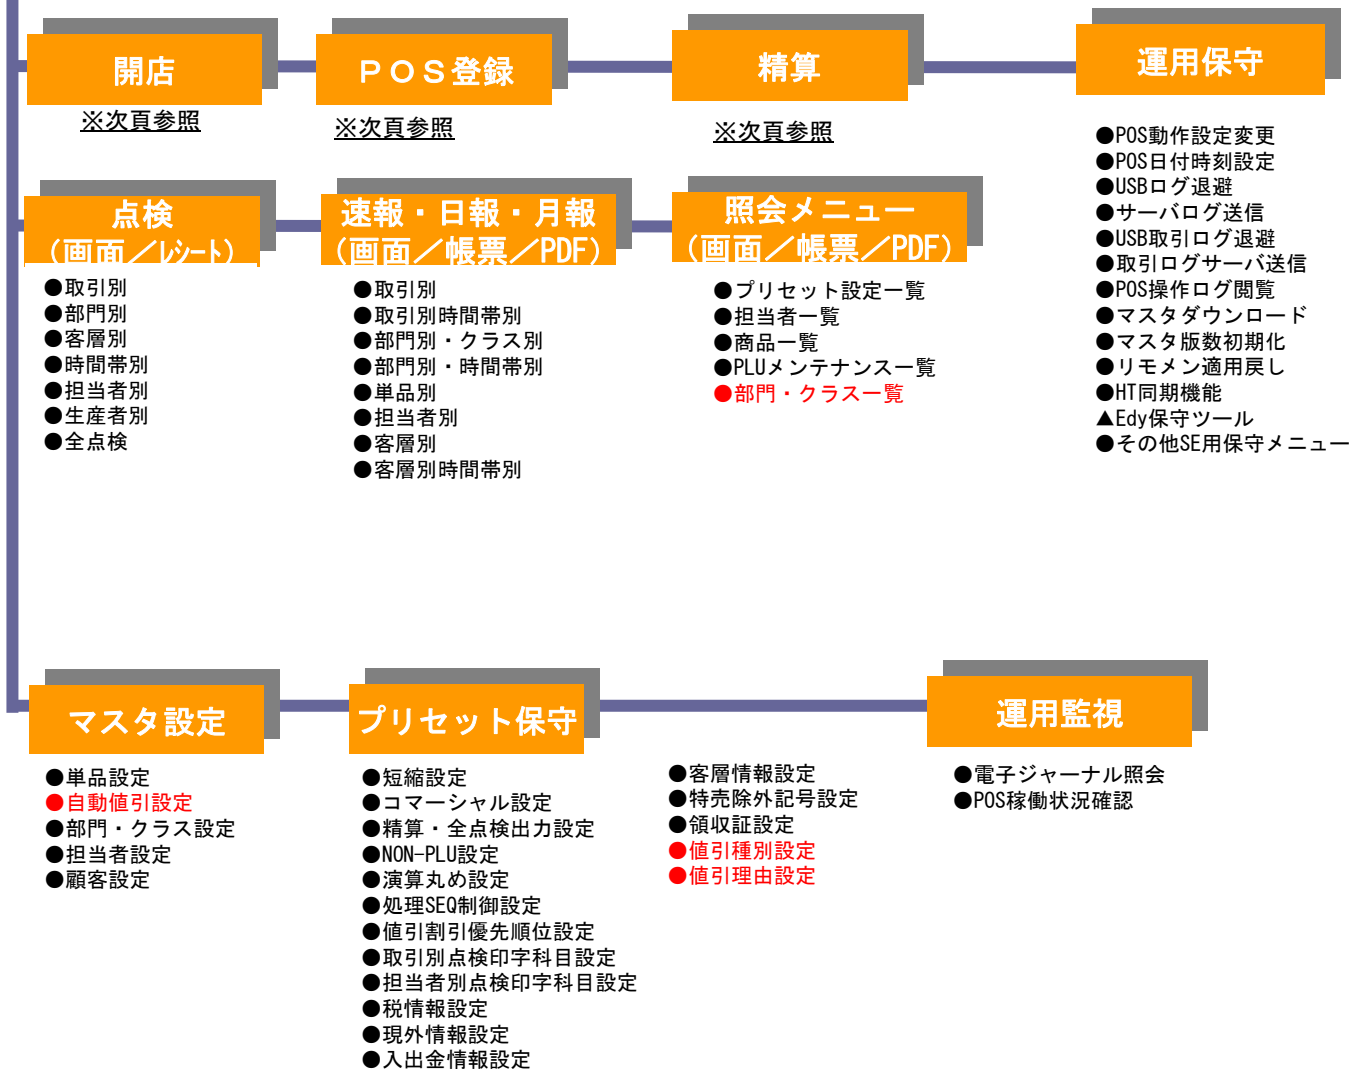 開店
※次頁参照
ＰＯＳ登録
※次頁参照
精算
※次頁参照
運用保守
●POS動作設定変更
●POS日付時刻設定
●USBログ退避
●サーバログ送信
●USB取引ログ退避
●取引ログサーバ送信
●POS操作ログ閲覧
●マスタダウンロード
●マスタ版数初期化
●リモメン適用戻し
●HT同期機能
▲Edy保守ツール
●その他SE用保守メニュー
点検
（画面／ﾚｼｰﾄ）
●取引別
●部門別
●客層別
●時間帯別
●担当者別
●生産者別
●全点検
速報・日報・月報
（画面／帳票／PDF）
●取引別
●取引別時間帯別
●部門別・クラス別
●部門別・時間帯別
●単品別
●担当者別
●客層別
●客層別時間帯別
照会メニュー
（画面／帳票／PDF）
●プリセット設定一覧
●担当者一覧
●商品一覧
●PLUメンテナンス一覧
●部門・クラス一覧
マスタ設定
●単品設定
●自動値引設定
●部門・クラス設定
●担当者設定
●顧客設定
プリセット保守
●短縮設定
●コマーシャル設定
●精算・全点検出力設定
●NON-PLU設定
●演算丸め設定
●処理SEQ制御設定
●値引割引優先順位設定
●取引別点検印字科目設定
●担当者別点検印字科目設定
●税情報設定
●現外情報設定
●入出金情報設定
●客層情報設定
●特売除外記号設定
●領収証設定
●値引種別設定
●値引理由設定
運用監視
●電子ジャーナル照会
●POS稼働状況確認